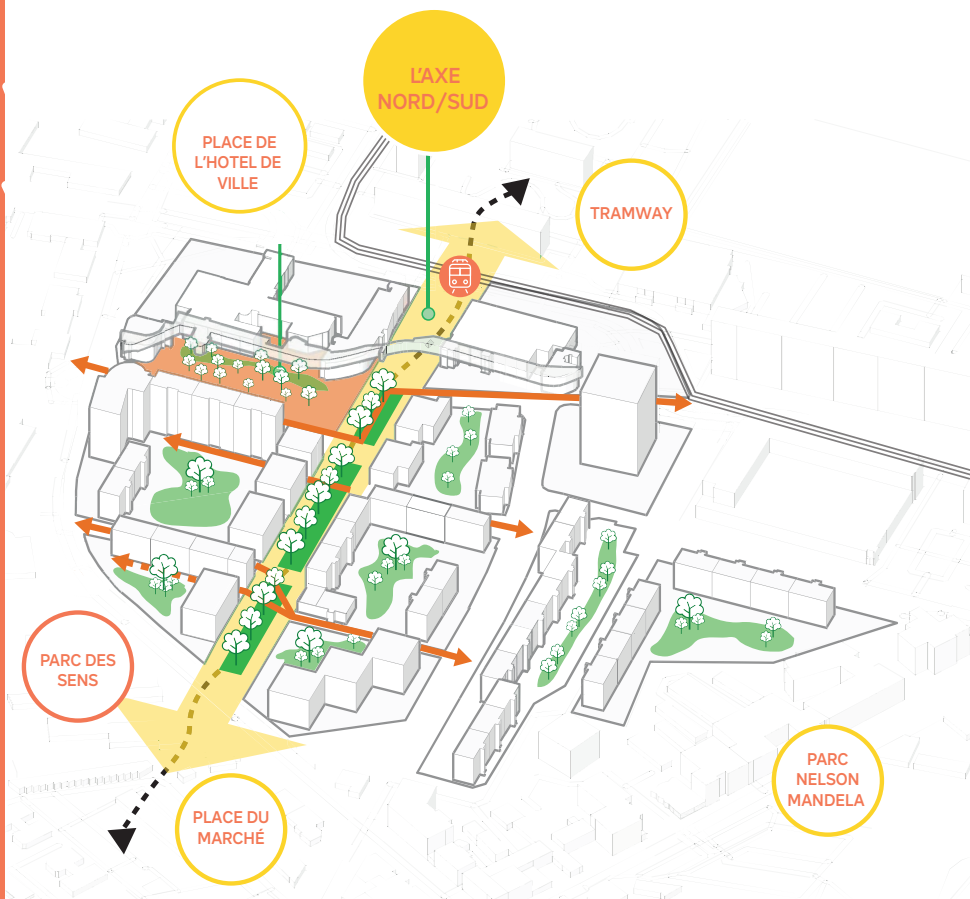 L'AXE
NORD/SUD
PLACE DE
L'HOTEL DE
VILLE
TRAMWAY
PARC DES
SENS
PLACE DU
MARCHÉ
PARC
NELSON
MANDELA